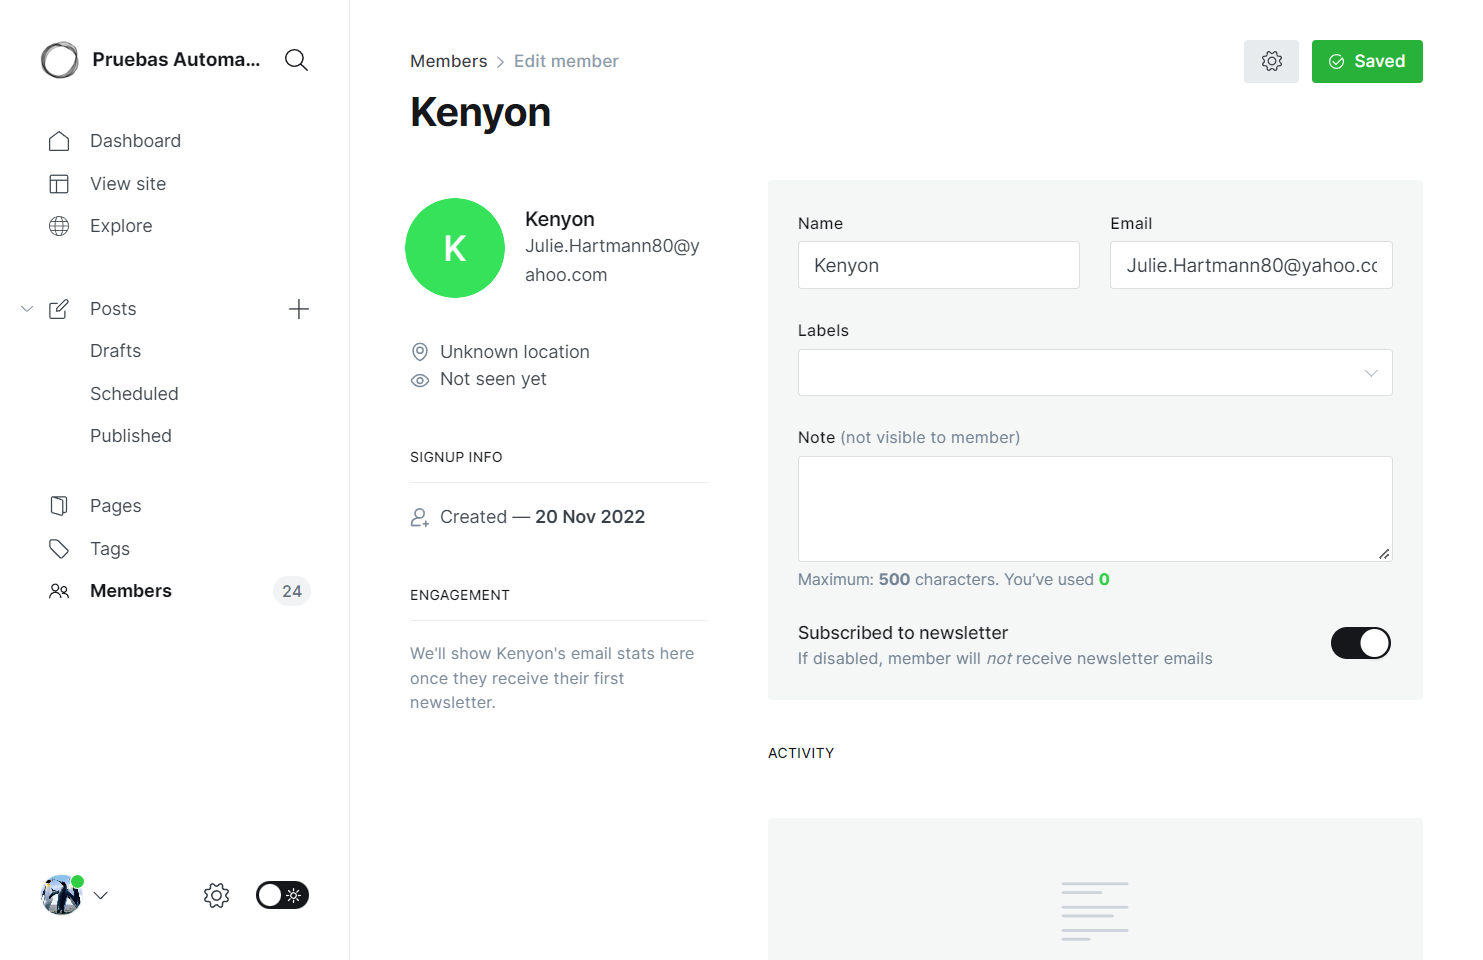 Pruebas Automa...
Dashboard
View site
Explore
Posts
Drafts
Scheduled
Published
Pages
Tags
Members
24
Members > Edit member
Saved
Kenyon
K
Kenyon
Julie.Hartmann80@y
ahoo.com
Unknown location
Not seen yet
SIGNUP INFO
Created — 20 Nov 2022
ENGAGEMENT
We'll show Kenyon's email stats here
once they receive their first
newsletter.
Name
Kenyon
Email
Julie.Hartmann80@yahoo.co
Labels
Note (not visible to member)
Maximum: 500 characters. You’ve used 0
Subscribed to newsletter
If disabled, member will not receive newsletter emails
ACTIVITY